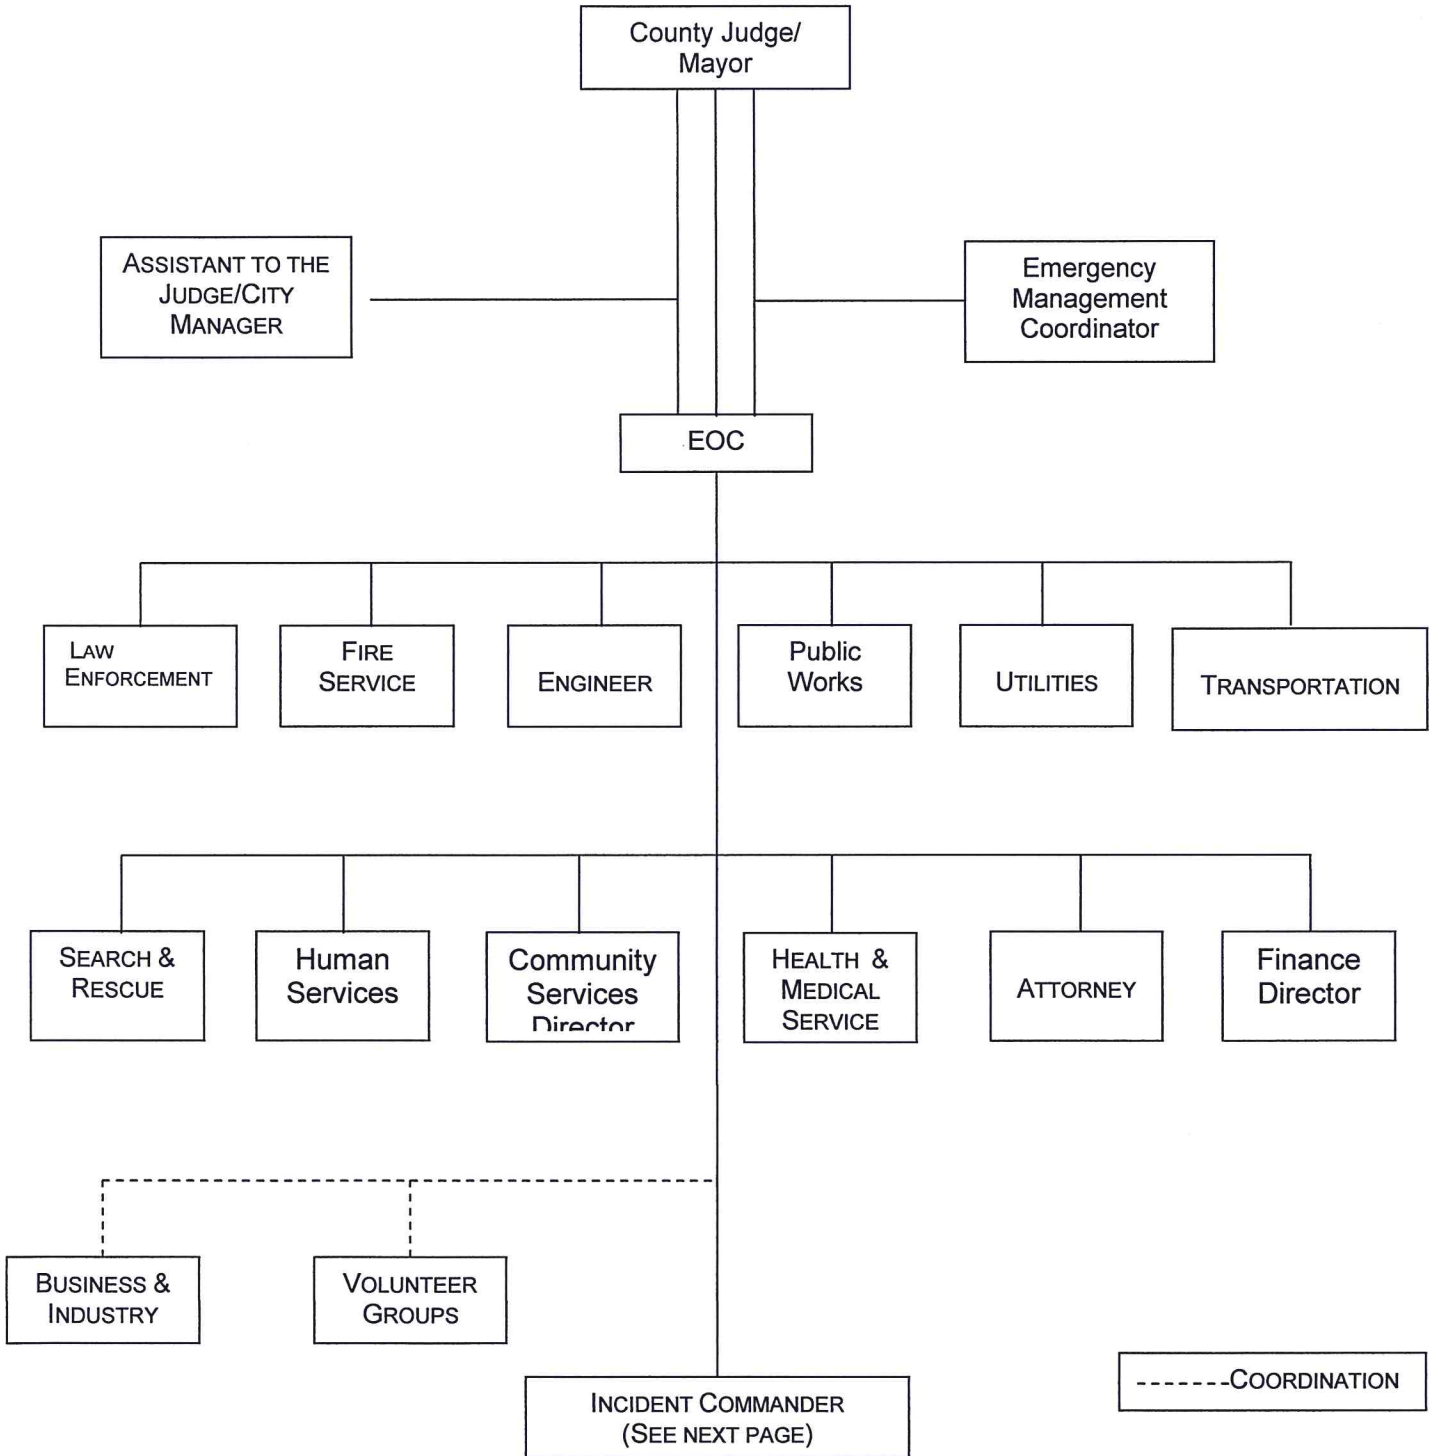 County Judge/
Mayor
ASSISTANT TO THE
JUDGE/CITY
MANAGER
Emergency
Management
Coordinator
EOC
LAW
ENFORCEMENT
FIRE
SERVICE
ENGINEER
Public
Works
UTILITIES
TRANSPORTATION
SEARCH &
RESCUE
Human
Services
Community
Services
Director
HEALTH &
MEDICAL
SERVICE
ATTORNEY
Finance
Director
BUSINESS &
INDUSTRY
VOLUNTEER
GROUPS
INCIDENT COMMANDER
(SEE NEXT PAGE)
-------COORDINATION